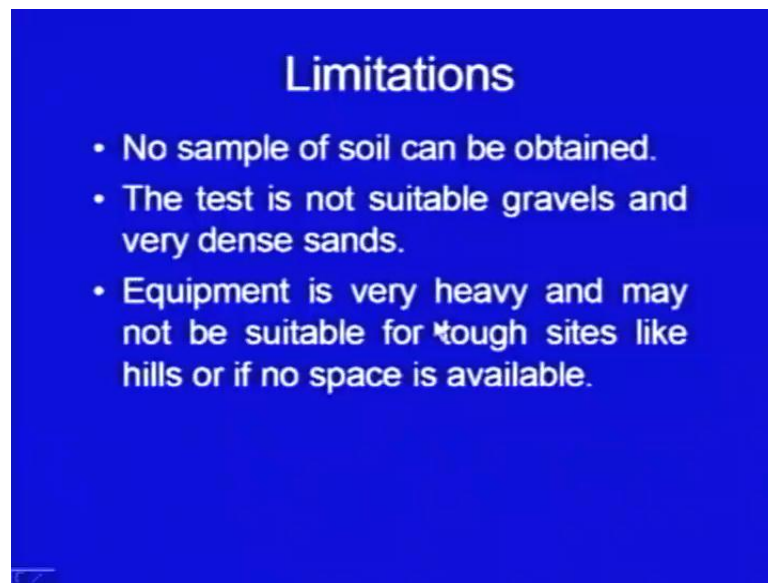 Limitations
• No sample of soil can be obtained.
• The test is not suitable gravels and
very dense sands.
• Equipment is very heavy and may
not be suitable for tough sites like
hills or if no space is available.